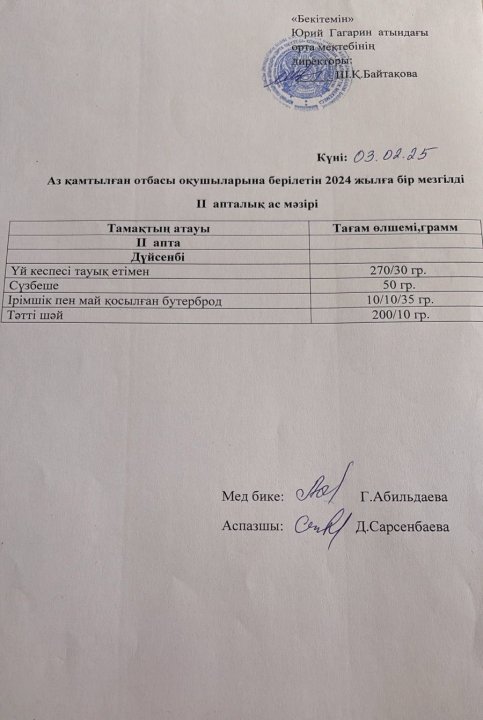 «Бекітемін»
Юрий Гагарин атындағы
орта мектебінің
директоры:
Ш.Қ.Байтакова
Күні: 03.02.25
Аз қамтылған отбасы оқушыларына берілетін 2024 жылға бір мезгілді
II апталық ас мәзірі
Тамақтың атауы Тағам өлшемі,грамм
II апта
Дүйсенбі
Үй кеспесі тауық етімен 270/30 гр.
Сүзбеше 50 гр.
Ірімшік пен май қосылған бутерброд 10/10/35 гр.
Тәтті шәй 200/10 гр.
Мед бике: Г.Абильдаева
Аспазшы: Д.Сарсенбаева